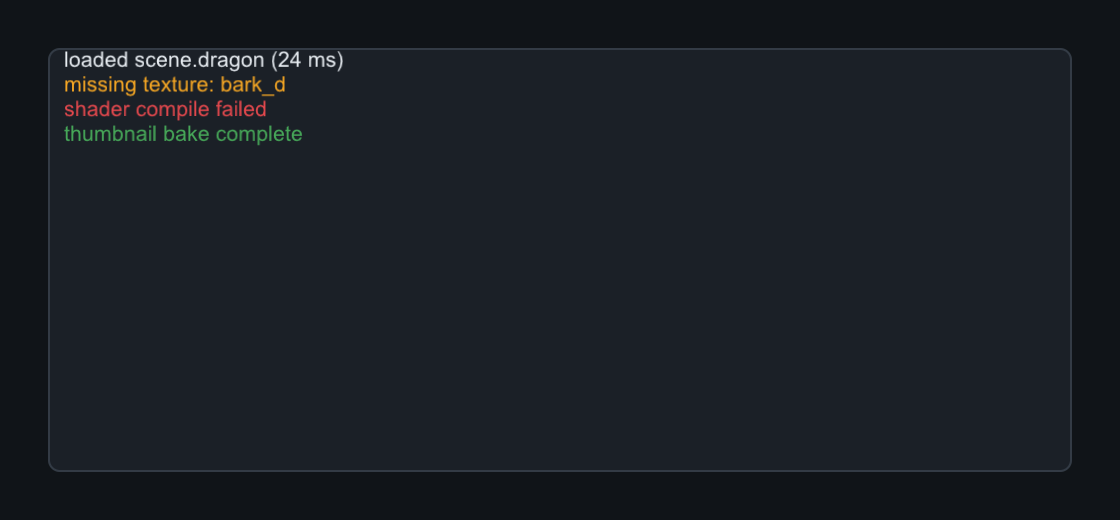 loaded scene.dragon (24 ms)
missing texture: bark_d
shader compile failed
thumbnail bake complete